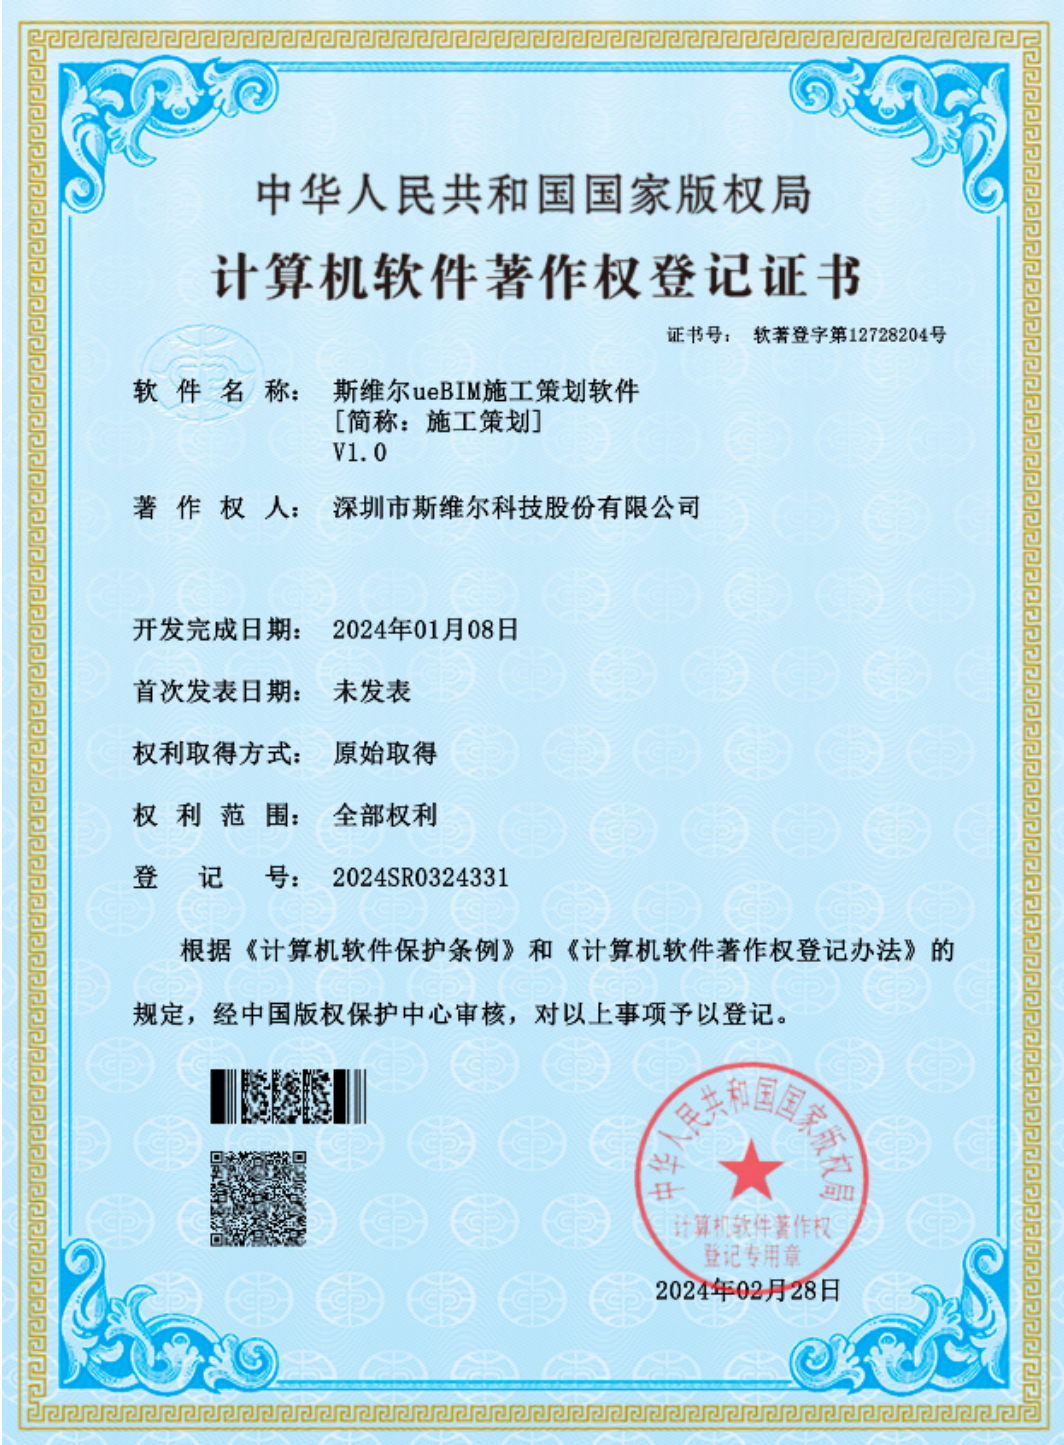 中华人民共和国国家版权局
计算机软件著作权登记证书
证书号： 软著登字第12728204号
软件名称： 斯维尔ueBIM施工策划软件
[简称：施工策划]
V1.0
著作权人： 深圳市斯维尔科技股份有限公司
开发完成日期： 2024年01月08日
首次发表日期： 未发表
权利取得方式： 原始取得
权利范围： 全部权利
登记号： 2024SR0324331
根据《计算机软件保护条例》和《计算机软件著作权登记办法》的
规定，经中国版权保护中心审核，对以上事项予以登记。
中华人民共和国国家版权局
计算机软件著作权
登记专用章
2024年02月28日